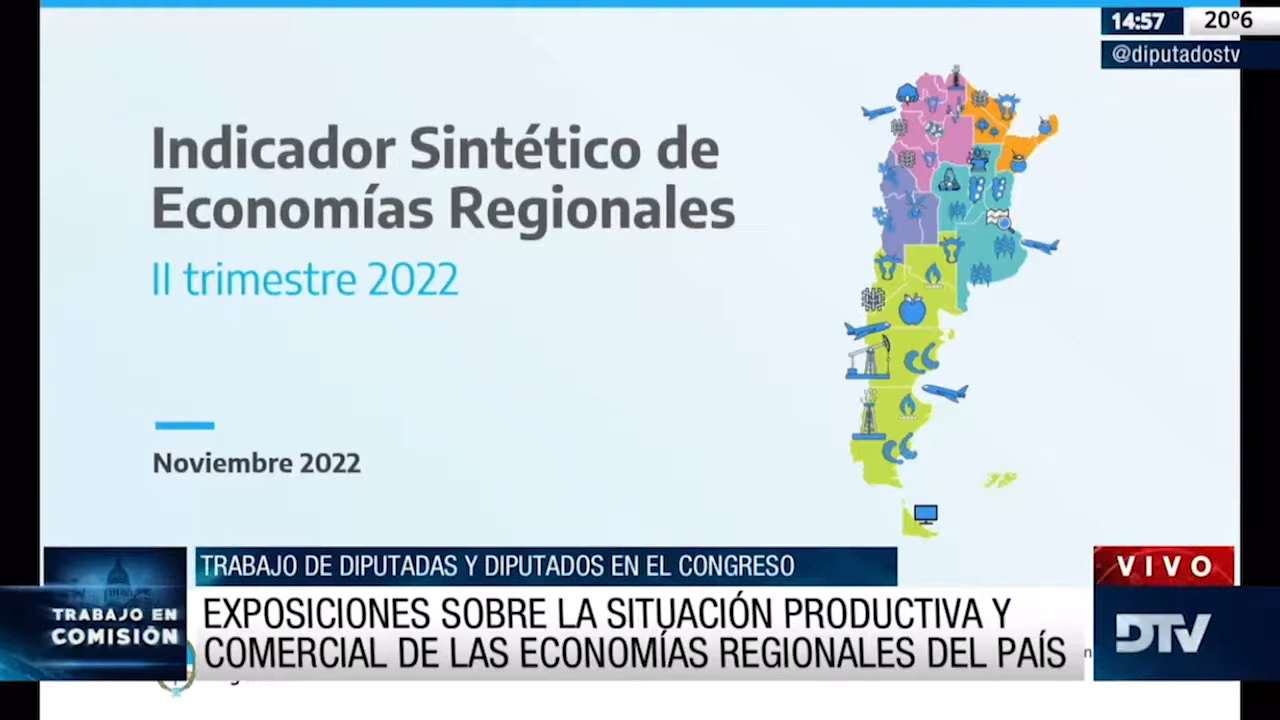 14:57
20°6
@diputadostv
Indicador Sintético de
Economías Regionales
II trimestre 2022
Noviembre 2022
TRABAJO DE DIPUTADAS Y DIPUTADOS EN EL CONGRESO
VIVO
TRABAJO EN
COMISIÓN
EXPOSICIONES SOBRE LA SITUACIÓN PRODUCTIVA Y
COMERCIAL DE LAS ECONOMÍAS REGIONALES DEL PAÍS
DTV